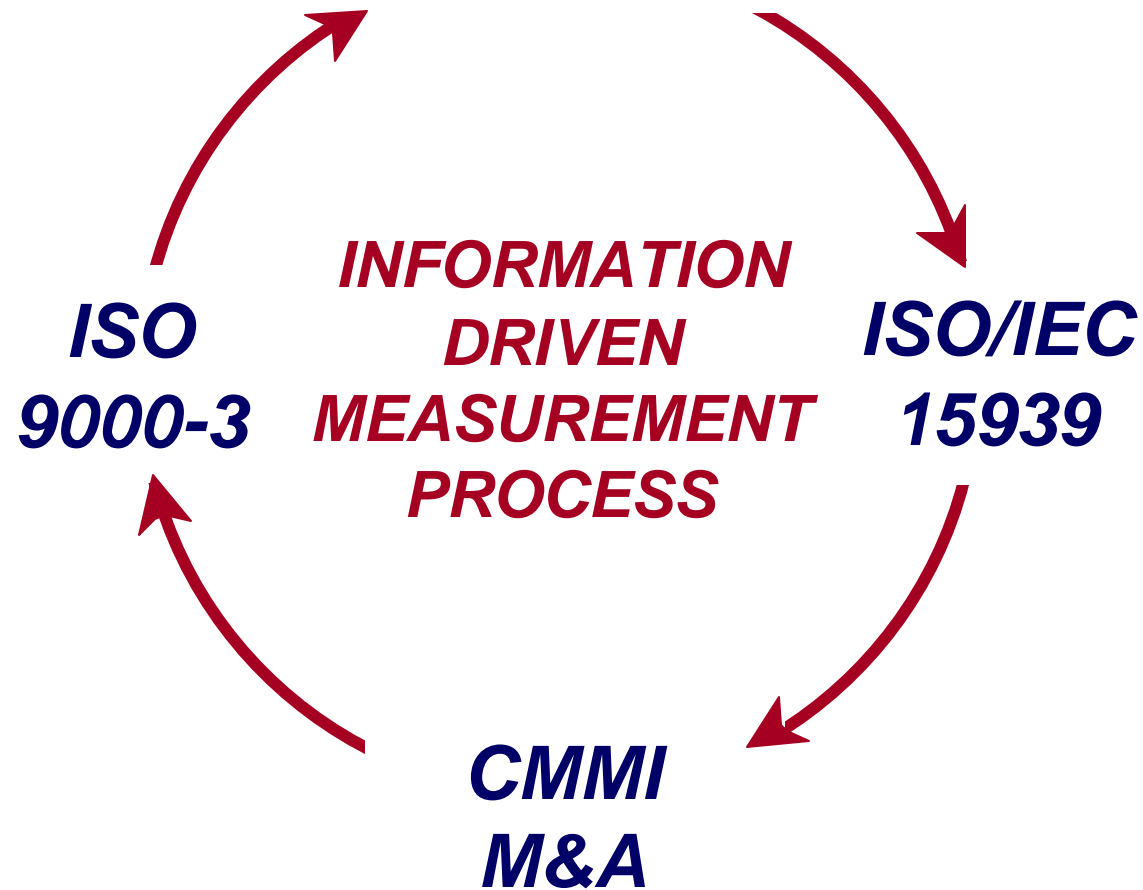 INFORMATION
DRIVEN
MEASUREMENT
PROCESS
ISO
9000-3
ISO/IEC
15939
CMMI
M&A